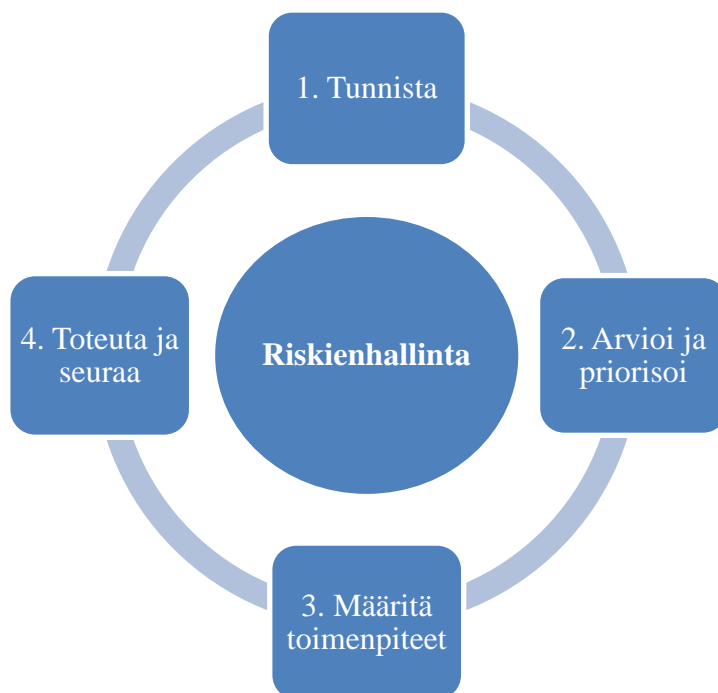 1. Tunnista
2. Arvioi ja
priorisoi
3. Määritä
toimenpiteet
4. Toteuta ja
seuraa
Riskienhallinta